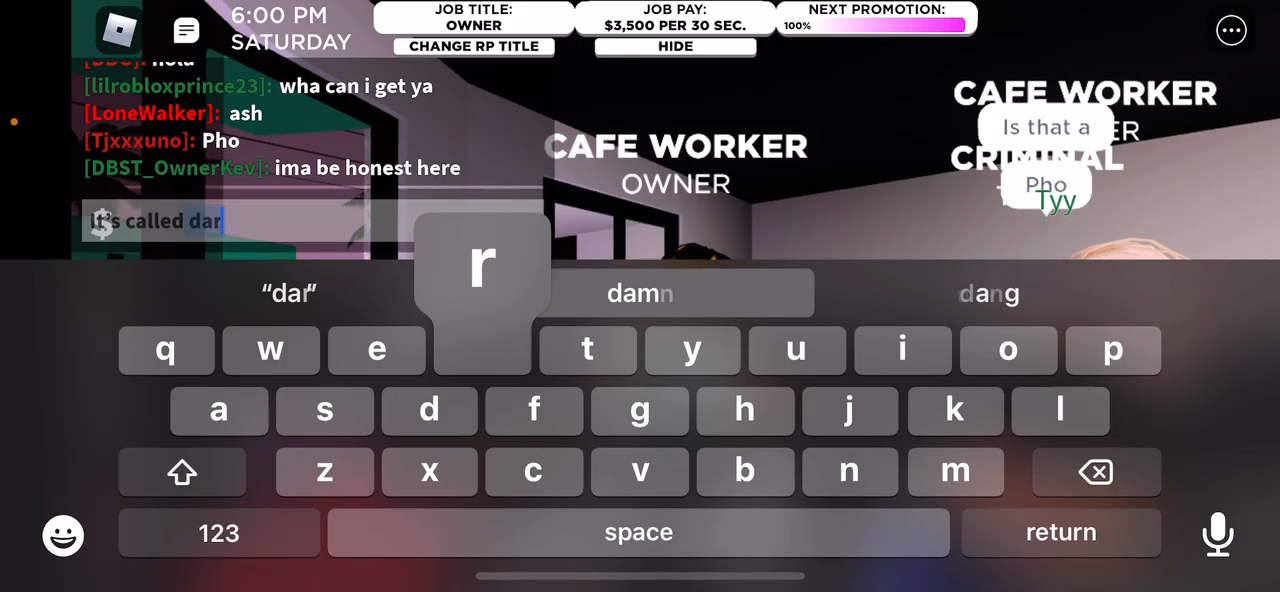 6:00 PM
SATURDAY
JOB TITLE:
OWNER
JOB PAY:
$3,500 PER 30 SEC.
NEXT PROMOTION:
100%
CHANGE RP TITLE
HIDE
hola
[lilrobloxprince23]: wha can i get ya
[LoneWalker]: ash
[Tjxxxuno]: Pho
[DBST_OwnerKev]: ima be honest here
It's called dar
CAFE WORKER
OWNER
CAFE WORKER
Is that a
CRIMINAL
Pho
Tyy
"dar"
damn
dang
r
q w e t y u i o p
a s d f g h j k l
z x c v b n m
123
space
return